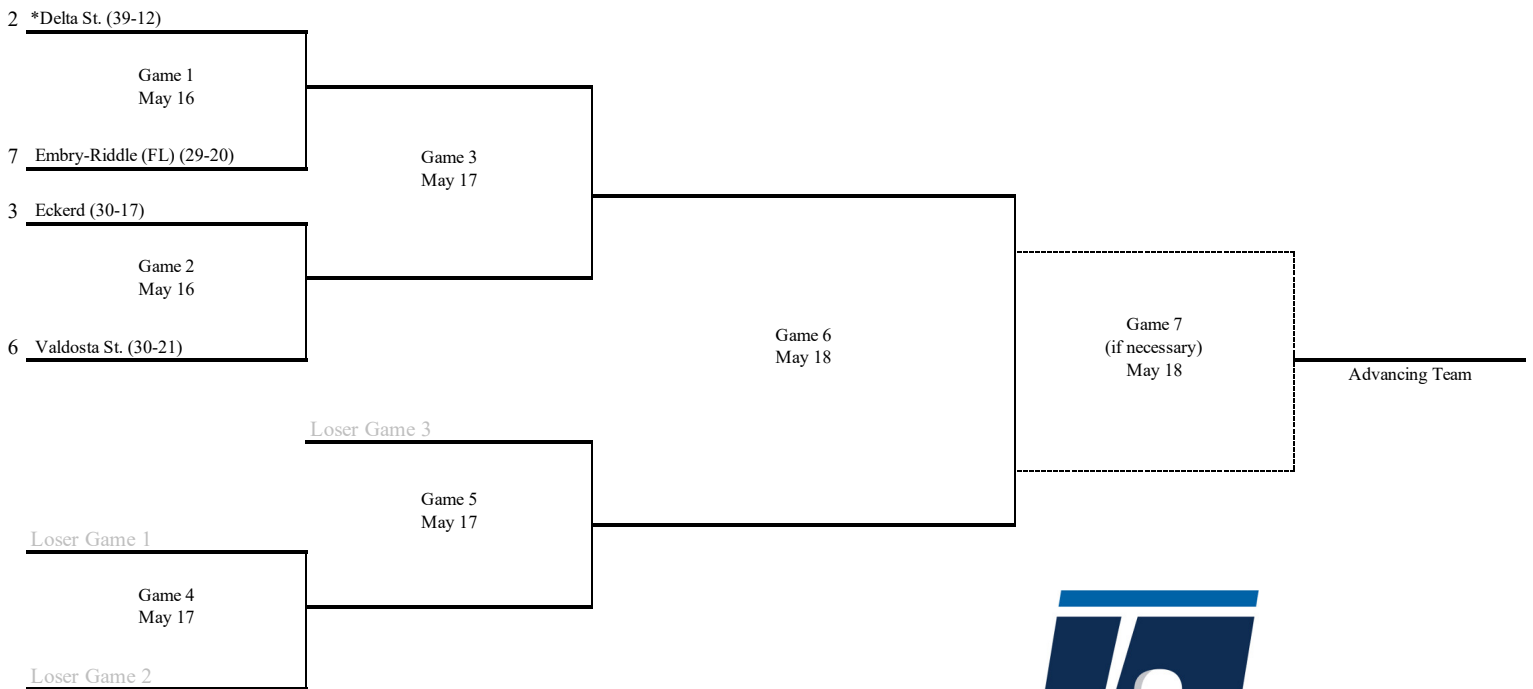 2 *Delta St. (39-12)
Game 1
May 16
7 Embry-Riddle (FL) (29-20)
Game 3
May 17
3 Eckerd (30-17)
Game 2
May 16
6 Valdosta St. (30-21)
Game 6
May 18
Game 7
(if necessary)
May 18
Advancing Team
Loser Game 3
Game 5
May 17
Loser Game 1
Game 4
May 17
Loser Game 2